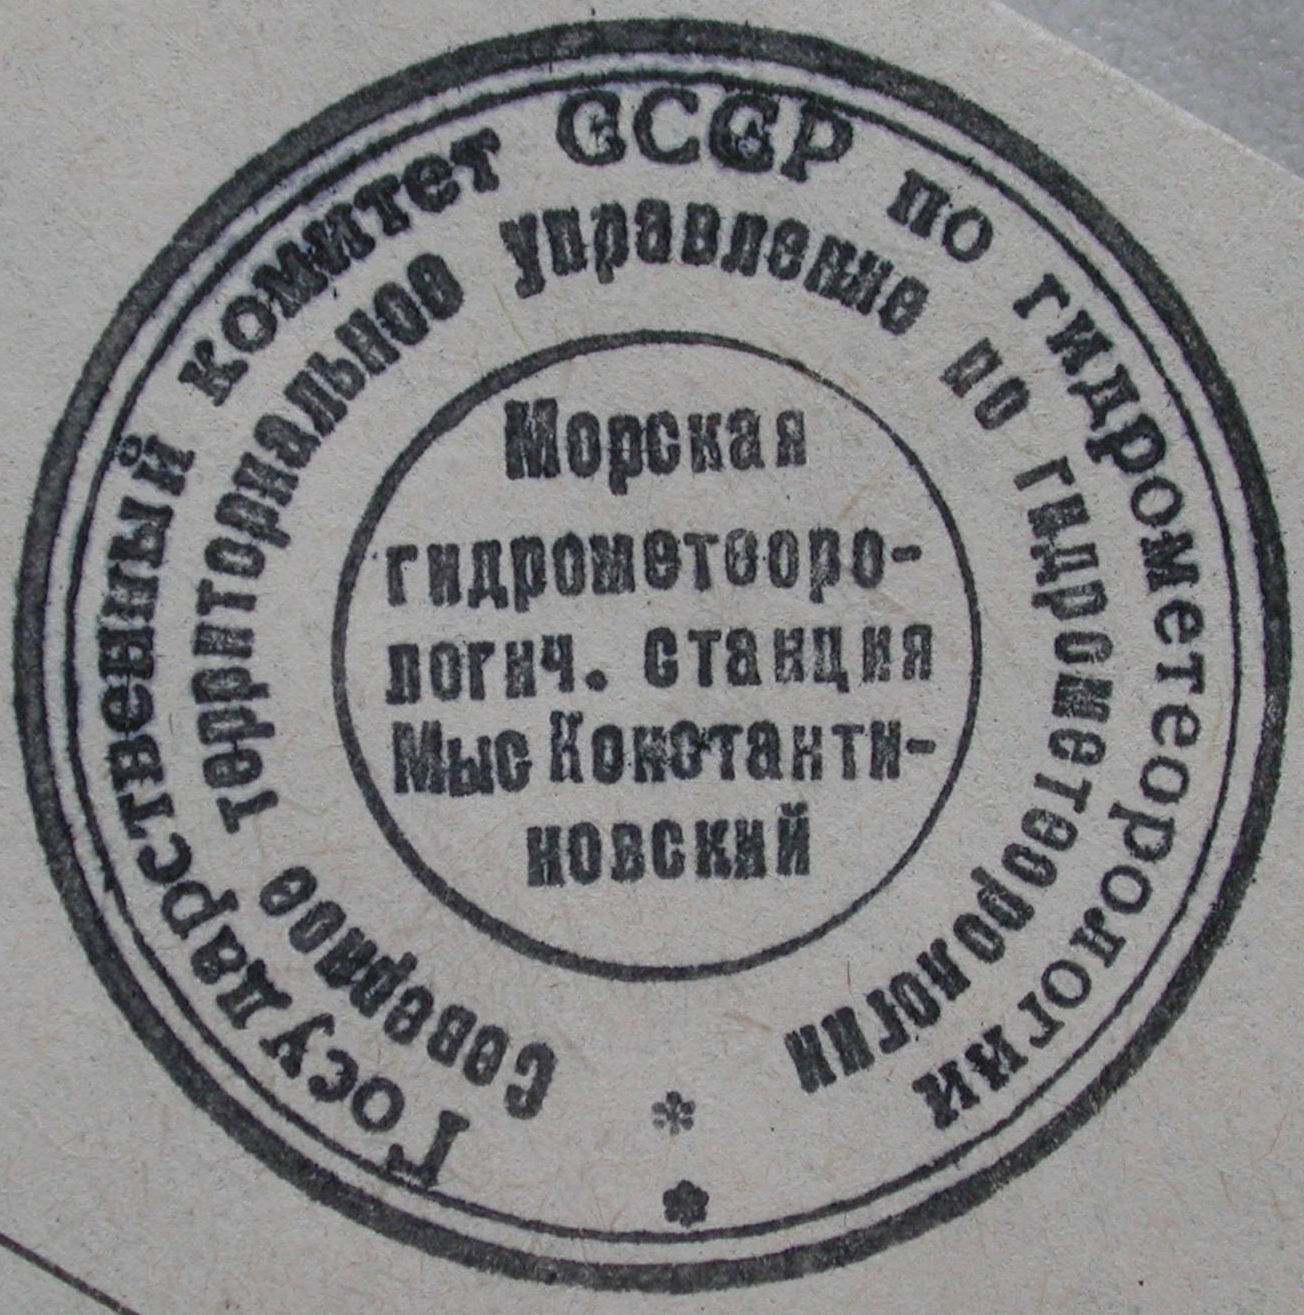 Государственный комитет СССР по гидрометеорологии
Северное территориальное управление по гидрометеорологии
Морская
гидрометеоро-
логич. станция
Мыс Константи-
новский